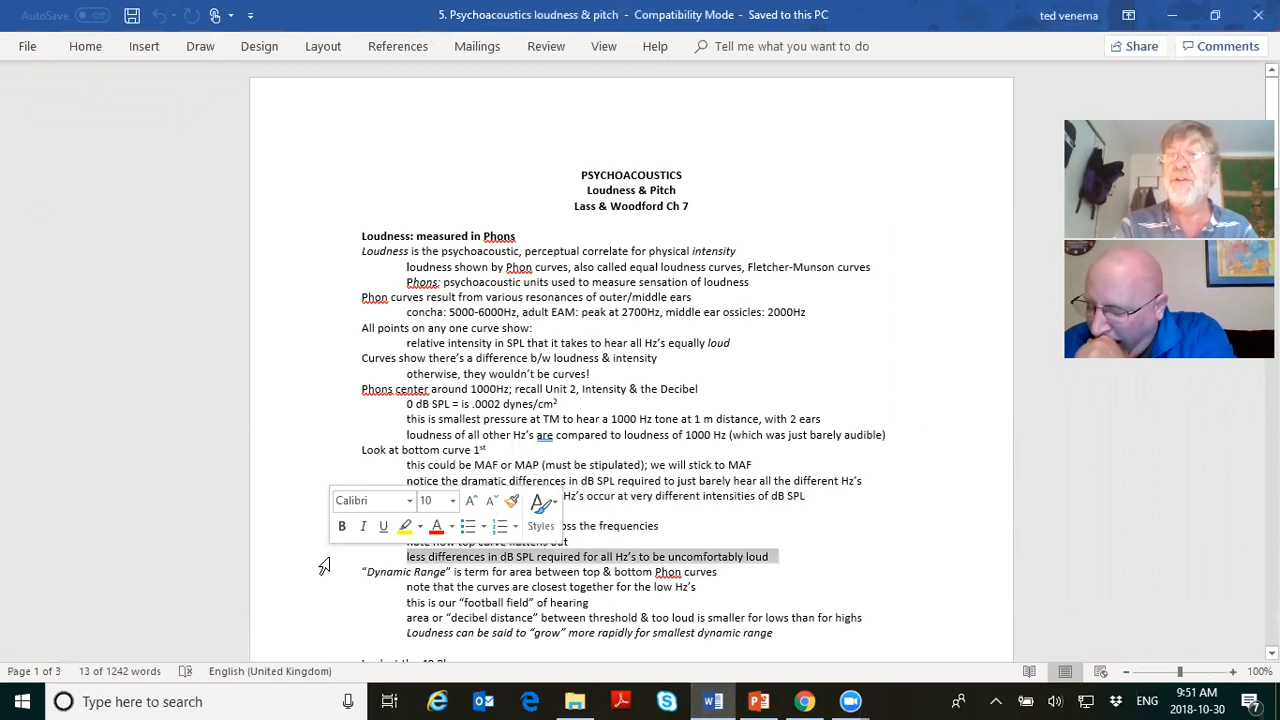 AutoSave Off
5. Psychoacoustics loudness & pitch - Compatibility Mode - Saved to this PC
ted venema
File Home Insert Draw Design Layout References Mailings Review View Help Tell me what you want to do Share Comments
PSYCHOACOUSTICS
Loudness & Pitch
Lass & Woodford Ch 7
Loudness: measured in Phons
Loudness is the psychoacoustic, perceptual correlate for physical intensity
loudness shown by Phon curves, also called equal loudness curves, Fletcher-Munson curves
Phons: psychoacoustic units used to measure sensation of loudness
Phon curves result from various resonances of outer/middle ears
concha: 5000-6000Hz, adult EAM: peak at 2700Hz, middle ear ossicles: 2000Hz
All points on any one curve show:
relative intensity in SPL that it takes to hear all Hz's equally loud
Curves show there's a difference b/w loudness & intensity
otherwise, they wouldn't be curves!
Phons center around 1000Hz; recall Unit 2, Intensity & the Decibel
0 dB SPL = is .0002 dynes/cm2
this is smallest pressure at TM to hear a 1000 Hz tone at 1 m distance, with 2 ears
loudness of all other Hz's are compared to loudness of 1000 Hz (which was just barely audible)
Look at bottom curve 1st
this could be MAF or MAP (must be stipulated); we will stick to MAF
notice the dramatic differences in dB SPL required to just barely hear all the different Hz's
Hz's occur at very different intensities of dB SPL
Calibri 10
the frequencies
B I U A Styles
less differences in dB SPL required for all Hz's to be uncomfortably loud
"Dynamic Range" is term for area between top & bottom Phon curves
note that the curves are closest together for the low Hz's
this is our "football field" of hearing
area or "decibel distance" between threshold & too loud is smaller for lows than for highs
Loudness can be said to "grow" more rapidly for smallest dynamic range
Page 1 of 3 13 of 1242 words English (United Kingdom) 100%
Type here to search
ENG
9:51 AM
2018-10-30
7